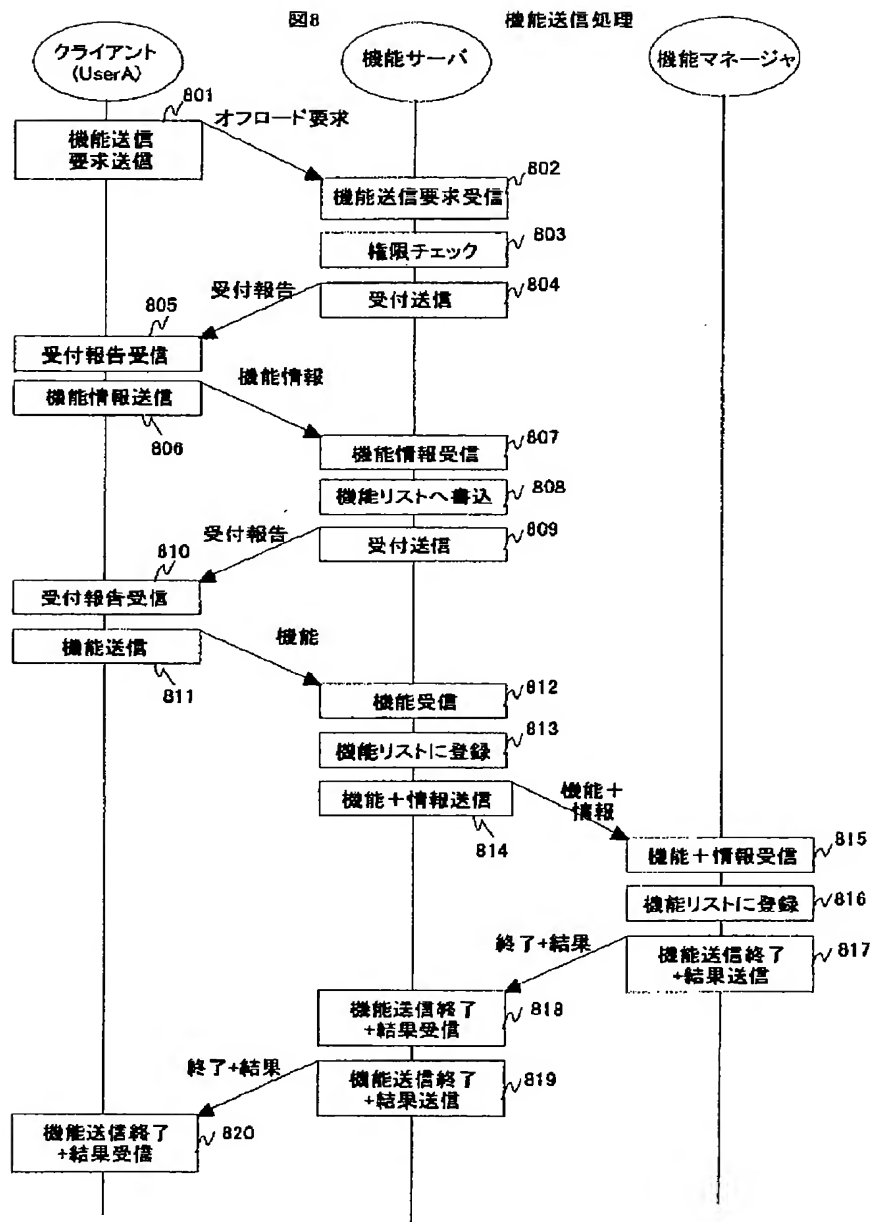 図8
機能送信処理
クライアント
(UserA)
機能サーバ
機能マネージャ
801
オフロード要求
機能送信
要求送信
802
機能送信要求受信
803
権限チェック
受付報告
804
受付送信
805
受付報告受信
機能情報
機能情報送信
806
807
機能情報受信
808
機能リストへ書込
受付報告
809
受付送信
810
受付報告受信
機能
機能送信
811
812
機能受信
813
機能リストに登録
機能+
情報
機能+情報送信
814
815
機能+情報受信
機能リストに登録
816
終了+結果
機能送信終了
+結果送信
817
機能送信終了
+結果受信
818
終了+結果
機能送信終了
+結果送信
819
機能送信終了
+結果受信
820